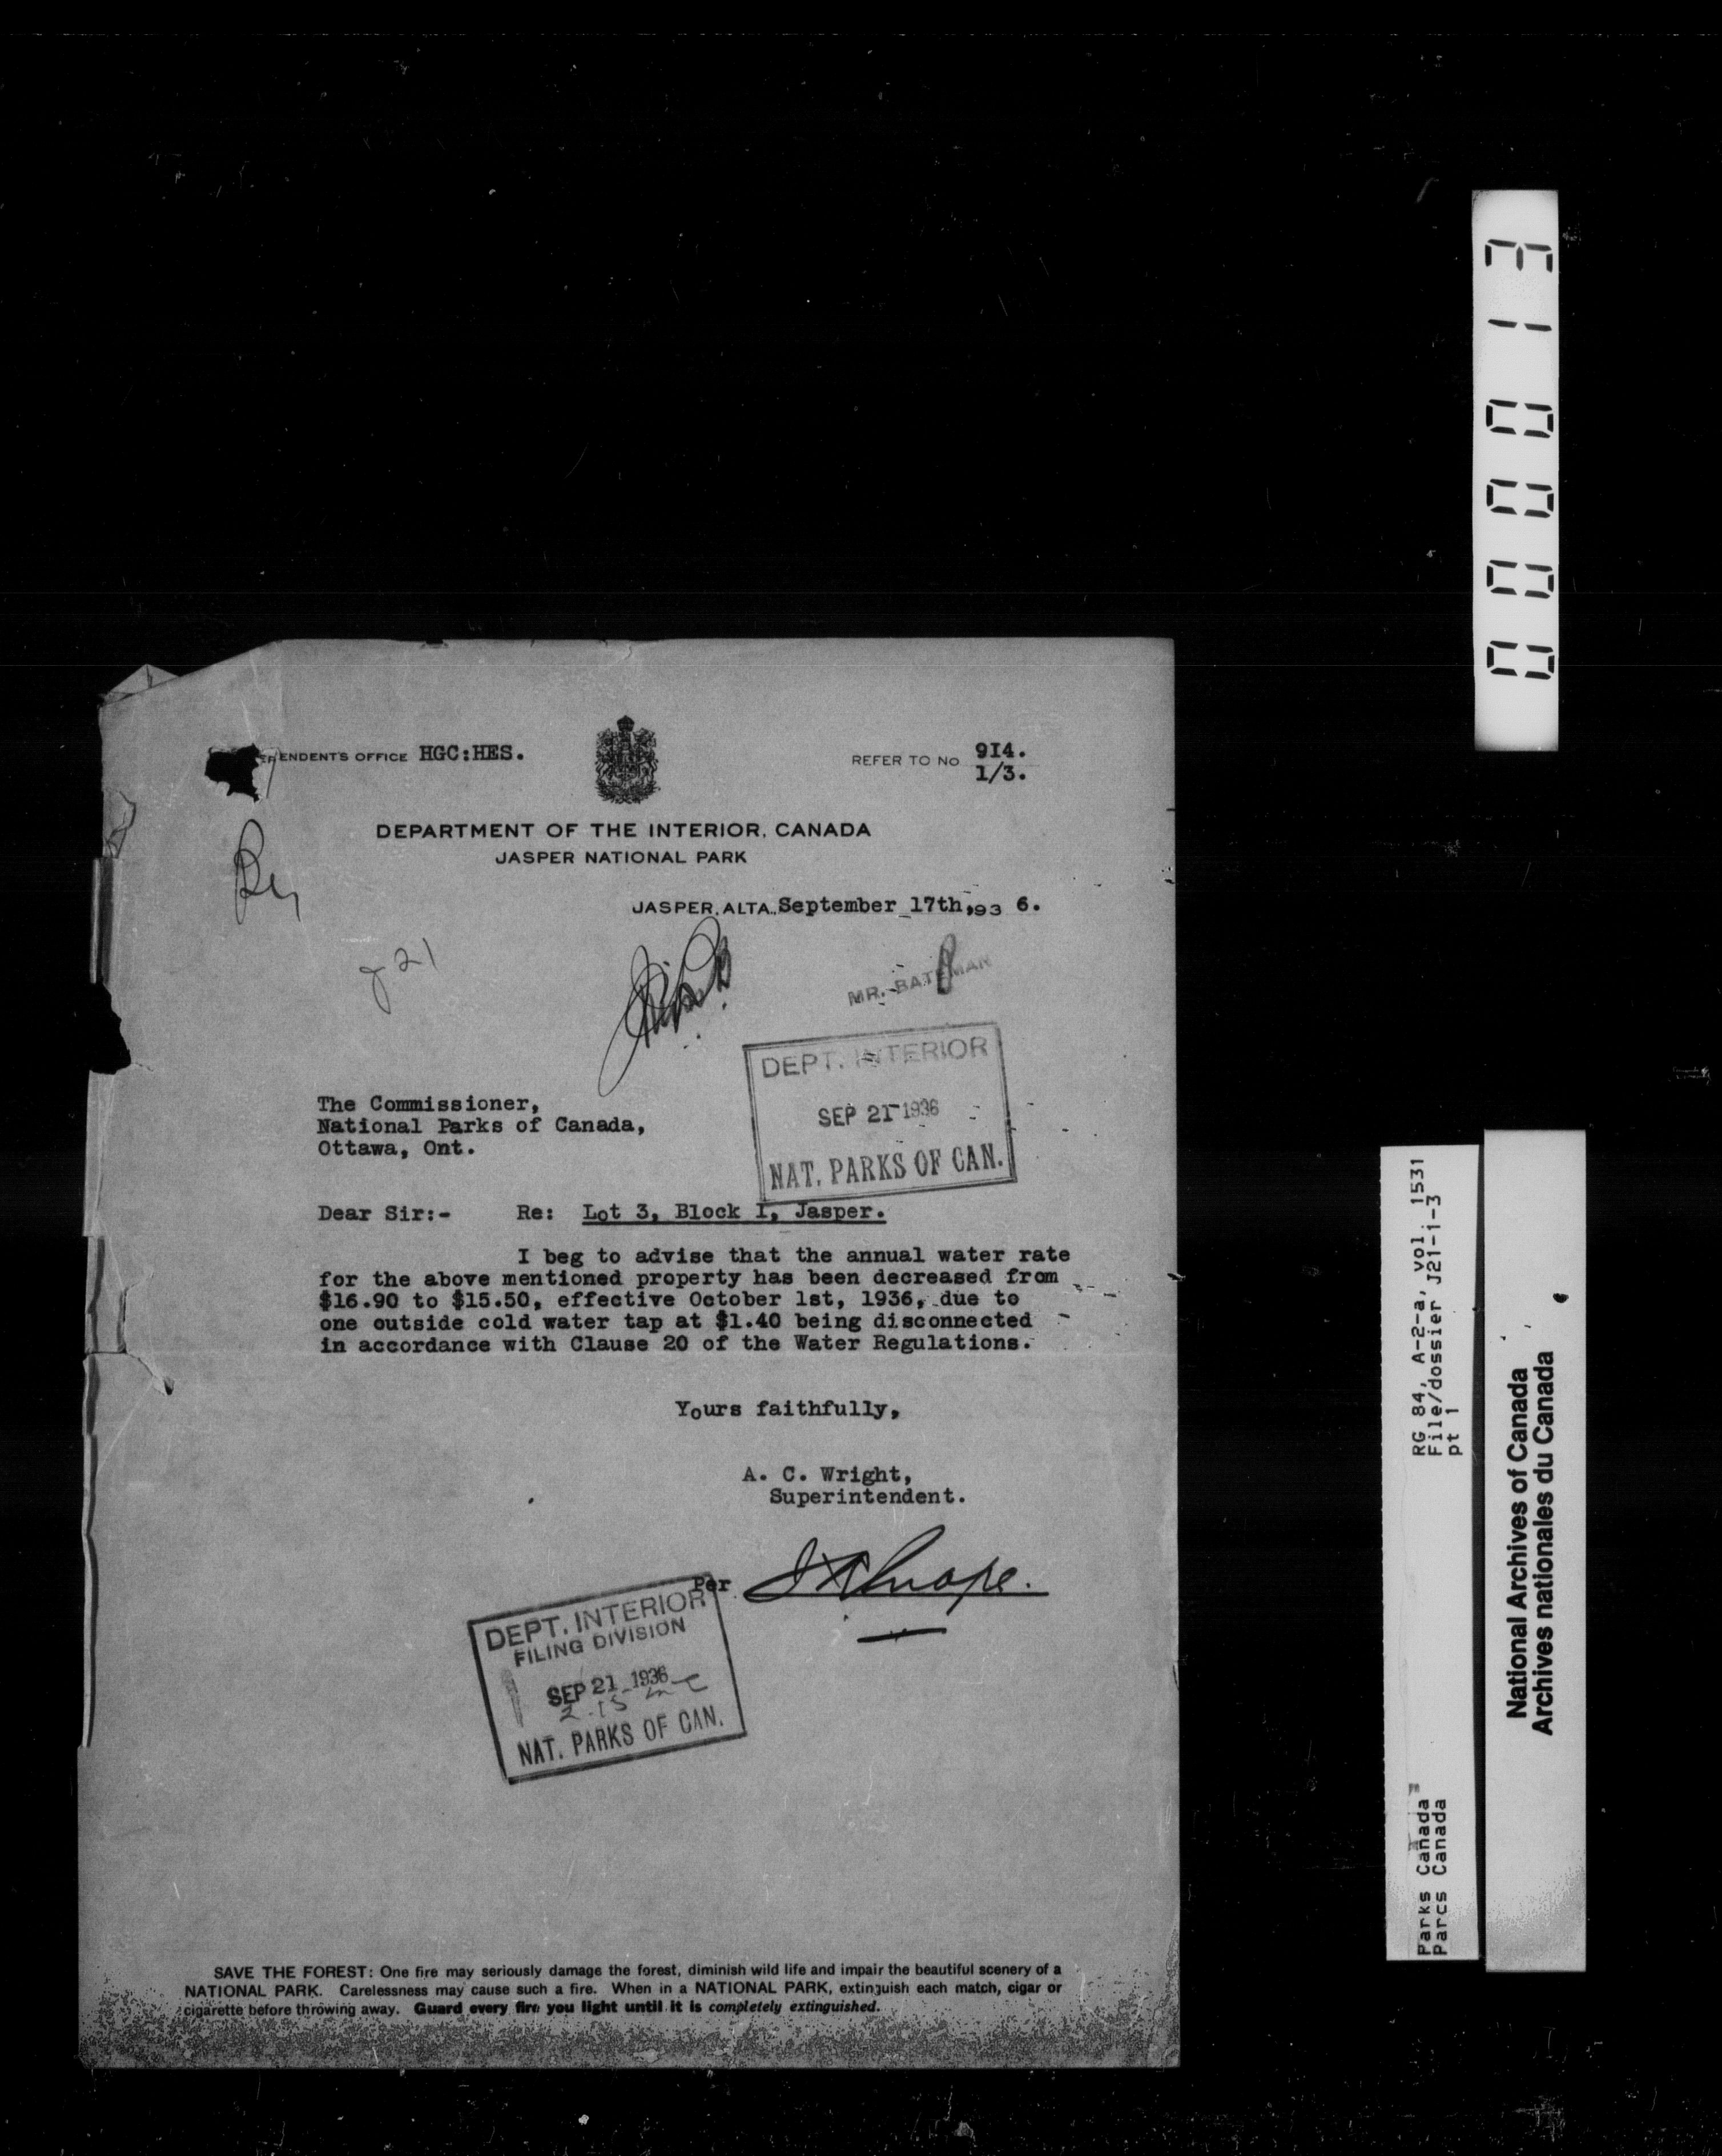 ENDENT'S OFFICE HGC:HES.
REFER TO No 914.
1/3.
DEPARTMENT OF THE INTERIOR, CANADA
JASPER NATIONAL PARK
JASPER, ALTA., September 17th, 193 6.
J 21
MR. BATEMAN
DEPT. INTERIOR
SEP 21 1936
NAT. PARKS OF CAN.
The Commissioner,
National Parks of Canada,
Ottawa, Ont.
Dear Sir:- Re: Lot 3, Block I, Jasper.
I beg to advise that the annual water rate
for the above mentioned property has been decreased from
$16.90 to $15.50, effective October 1st, 1936, due to
one outside cold water tap at $1.40 being disconnected
in accordance with Clause 20 of the Water Regulations.
Yours faithfully,
A. C. Wright,
Superintendent.
Per
DEPT. INTERIOR
FILING DIVISION
SEP 21 1936
NAT. PARKS OF CAN.
SAVE THE FOREST: One fire may seriously damage the forest, diminish wild life and impair the beautiful scenery of a
NATIONAL PARK. Carelessness may cause such a fire. When in a NATIONAL PARK, extinguish each match, cigar or
cigarette before throwing away. Guard every fire you light until it is completely extinguished.
000013
RG 84, A-2-a, vol. 1531
File/dossier J21-1-3
pt 1
Parks Canada
Parcs Canada
National Archives of Canada
Archives nationales du Canada